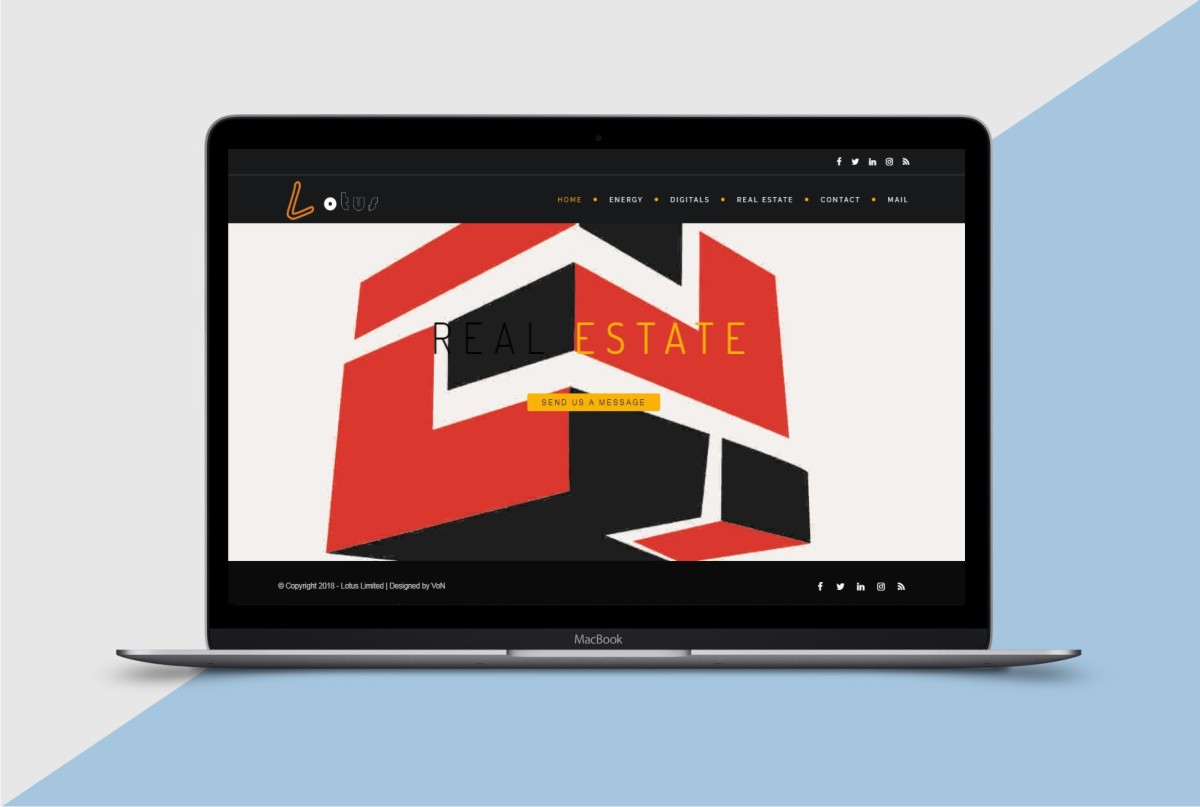 Lotus
HOME • ENERGY • DIGITALS • REAL ESTATE • CONTACT • MAIL
REAL ESTATE
SEND US A MESSAGE
© Copyright 2018 - Lotus Limited | Designed by VoN
MacBook